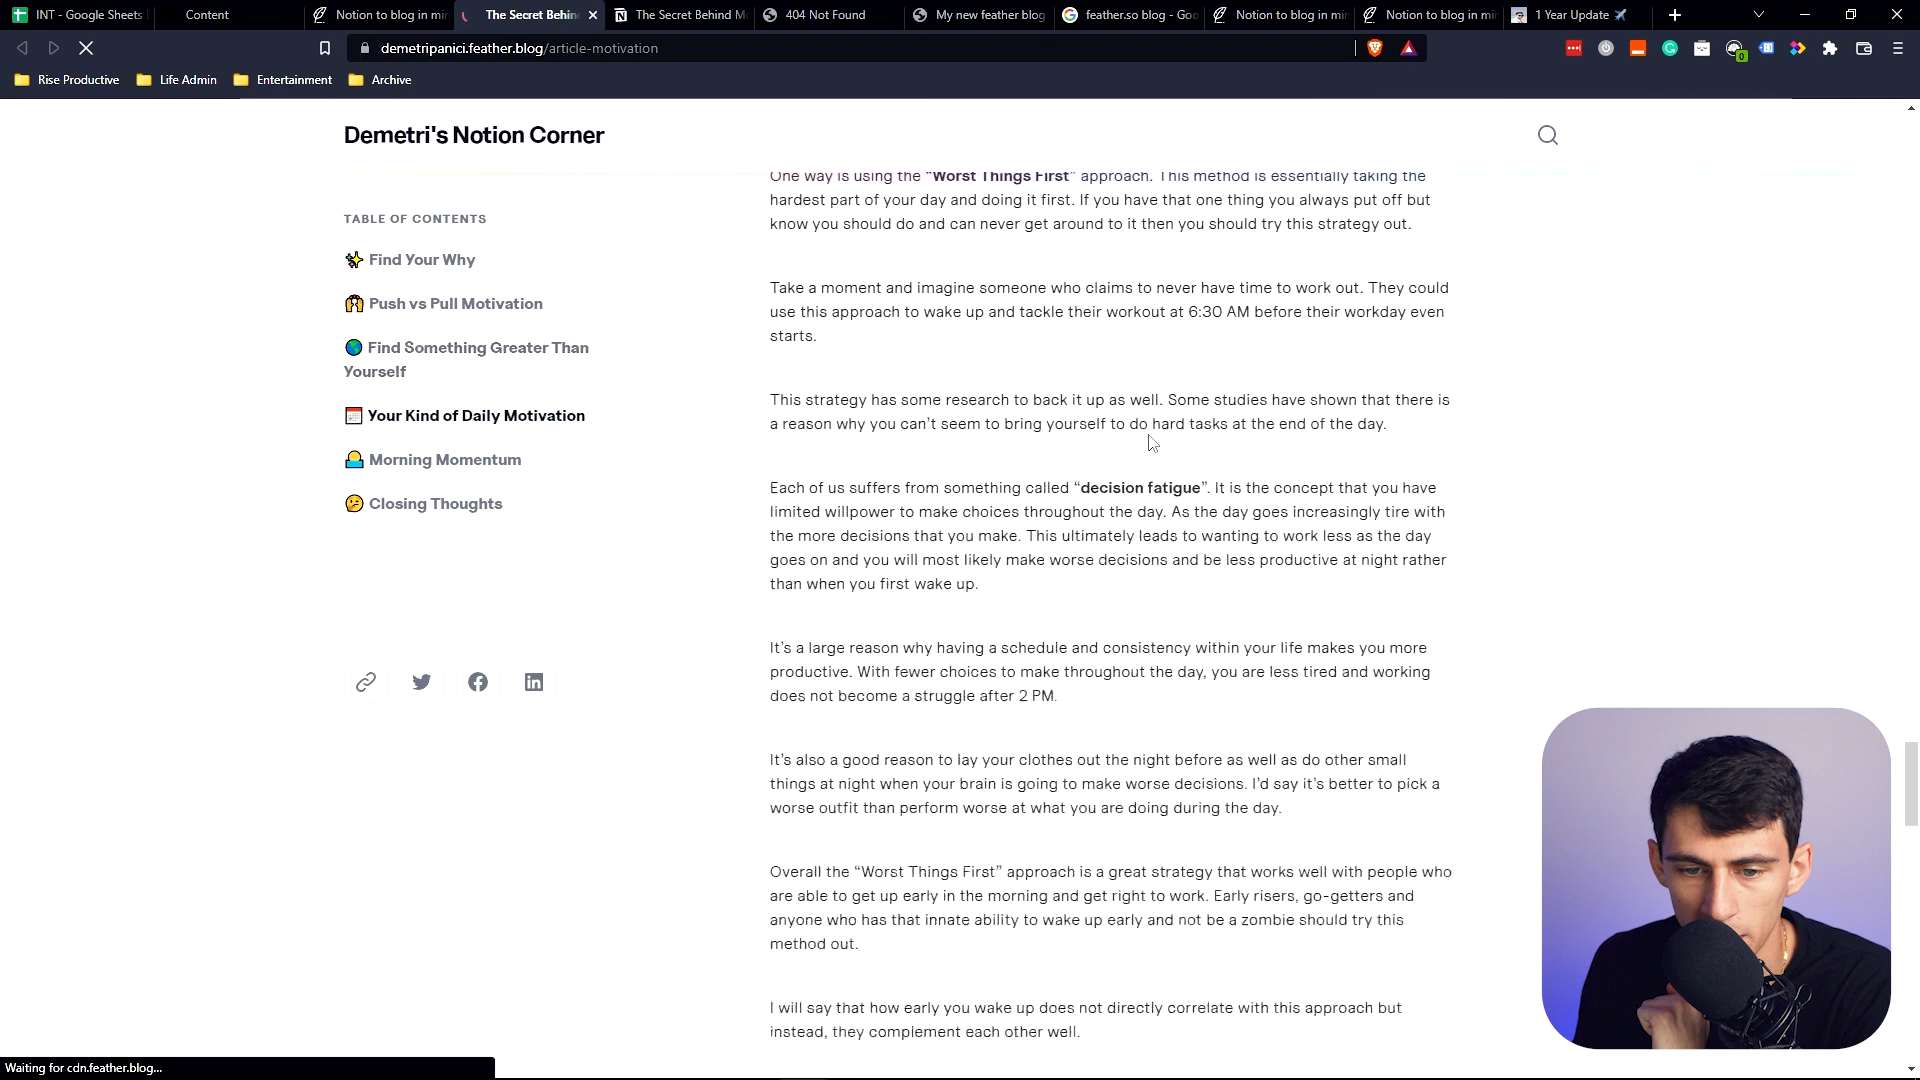 INT - Google Sheets
Content
Notion to blog in min
The Secret Behin
The Secret Behind M
404 Not Found
My new feather blog
feather.so blog - Goo
Notion to blog in min
Notion to blog in min
1 Year Update
demetripanici.feather.blog/article-motivation
0
Rise Productive
Life Admin
Entertainment
Archive
Demetri's Notion Corner
TABLE OF CONTENTS
Find Your Why
Push vs Pull Motivation
Find Something Greater Than
Yourself
Your Kind of Daily Motivation
Morning Momentum
Closing Thoughts
One way is using the "Worst Things First" approach. This method is essentially taking the
hardest part of your day and doing it first. If you have that one thing you always put off but
know you should do and can never get around to it then you should try this strategy out.
Take a moment and imagine someone who claims to never have time to work out. They could
use this approach to wake up and tackle their workout at 6:30 AM before their workday even
starts.
This strategy has some research to back it up as well. Some studies have shown that there is
a reason why you can't seem to bring yourself to do hard tasks at the end of the day.
Each of us suffers from something called “decision fatigue”. It is the concept that you have
limited willpower to make choices throughout the day. As the day goes increasingly tire with
the more decisions that you make. This ultimately leads to wanting to work less as the day
goes on and you will most likely make worse decisions and be less productive at night rather
than when you first wake up.
It's a large reason why having a schedule and consistency within your life makes you more
productive. With fewer choices to make throughout the day, you are less tired and working
does not become a struggle after 2 PM.
It's also a good reason to lay your clothes out the night before as well as do other small
things at night when your brain is going to make worse decisions. I'd say it's better to pick a
worse outfit than perform worse at what you are doing during the day.
Overall the “Worst Things First” approach is a great strategy that works well with people who
are able to get up early in the morning and get right to work. Early risers, go-getters and
anyone who has that innate ability to wake up early and not be a zombie should try this
method out.
I will say that how early you wake up does not directly correlate with this approach but
instead, they complement each other well.
Waiting for cdn.feather.blog...